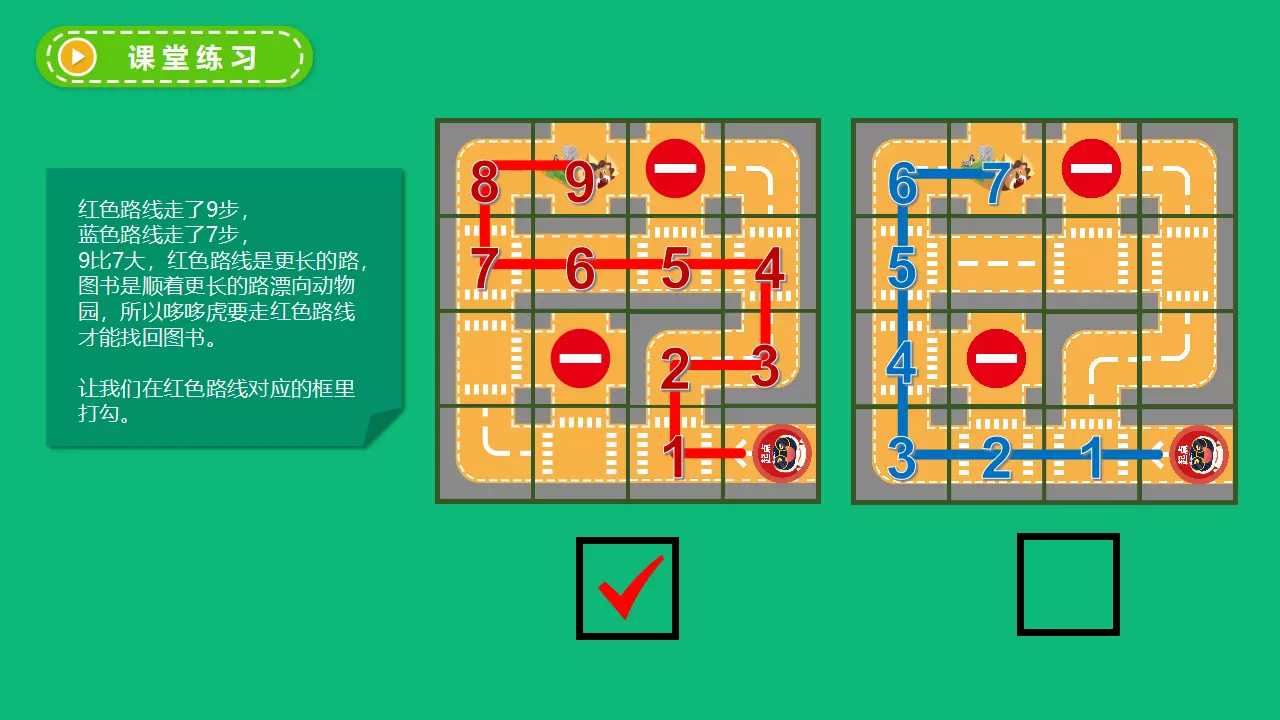 课堂练习
红色路线走了9步，
蓝色路线走了7步，
9比7大，红色路线是更长的路，
图书是顺着更长的路漂向动物
园，所以哆哆虎要走红色路线
才能找回图书。
让我们在红色路线对应的框里
打勾。
8 9
7 6 5 4
2 3
1 起点
6 7
5
4
3 2 1 起点